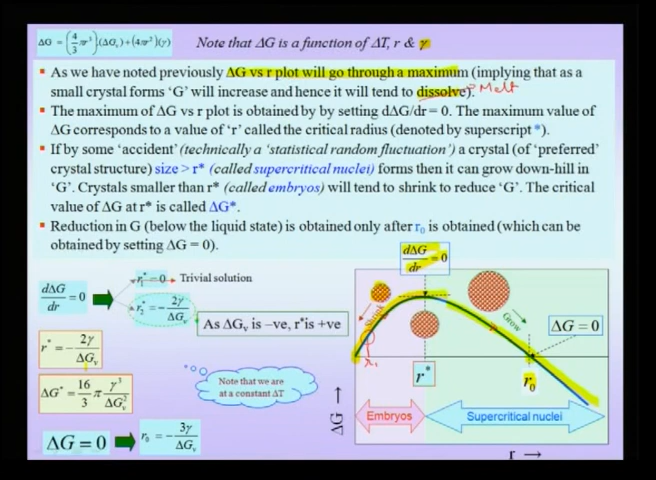 ΔG = (4/3 πr³).(ΔGᵥ) + (4πr²)(γ)
Note that ΔG is a function of ΔT, r & γ
▪ As we have noted previously ΔG vs r plot will go through a maximum (implying that as a
small crystal forms 'G' will increase and hence it will tend to dissolve). Melt
▪ The maximum of ΔG vs r plot is obtained by by setting dΔG/dr = 0. The maximum value of
ΔG corresponds to a value of 'r' called the critical radius (denoted by superscript *).
▪ If by some 'accident' (technically a 'statistical random fluctuation') a crystal (of 'preferred'
crystal structure) size > r* (called supercritical nuclei) forms then it can grow down-hill in
'G'. Crystals smaller than r* (called embryos) will tend to shrink to reduce 'G'. The critical
value of ΔG at r* is called ΔG*.
▪ Reduction in G (below the liquid state) is obtained only after r₀ is obtained (which can be
obtained by setting ΔG = 0).
dΔG/dr = 0
r₁* = 0 Trivial solution
r₂* = −2γ/ΔGᵥ
As ΔGᵥ is −ve, r* is +ve
r* = −2γ/ΔGᵥ
ΔG* = 16/3 π γ³/ΔGᵥ²
Note that we are
at a constant ΔT
ΔG = 0
r₀ = −3γ/ΔGᵥ
dΔG/dr = 0
Shrink
Grow
ΔG = 0
r₁
r*
r₀
ΔG →
Embryos
Supercritical nuclei
r →